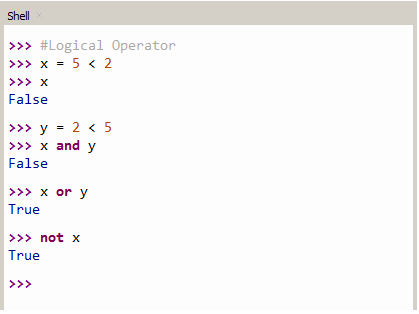 Shell
>>> #Logical Operator
>>> x = 5 < 2
>>> x
False
>>> y = 2 < 5
>>> x and y
False
>>> x or y
True
>>> not x
True
>>>